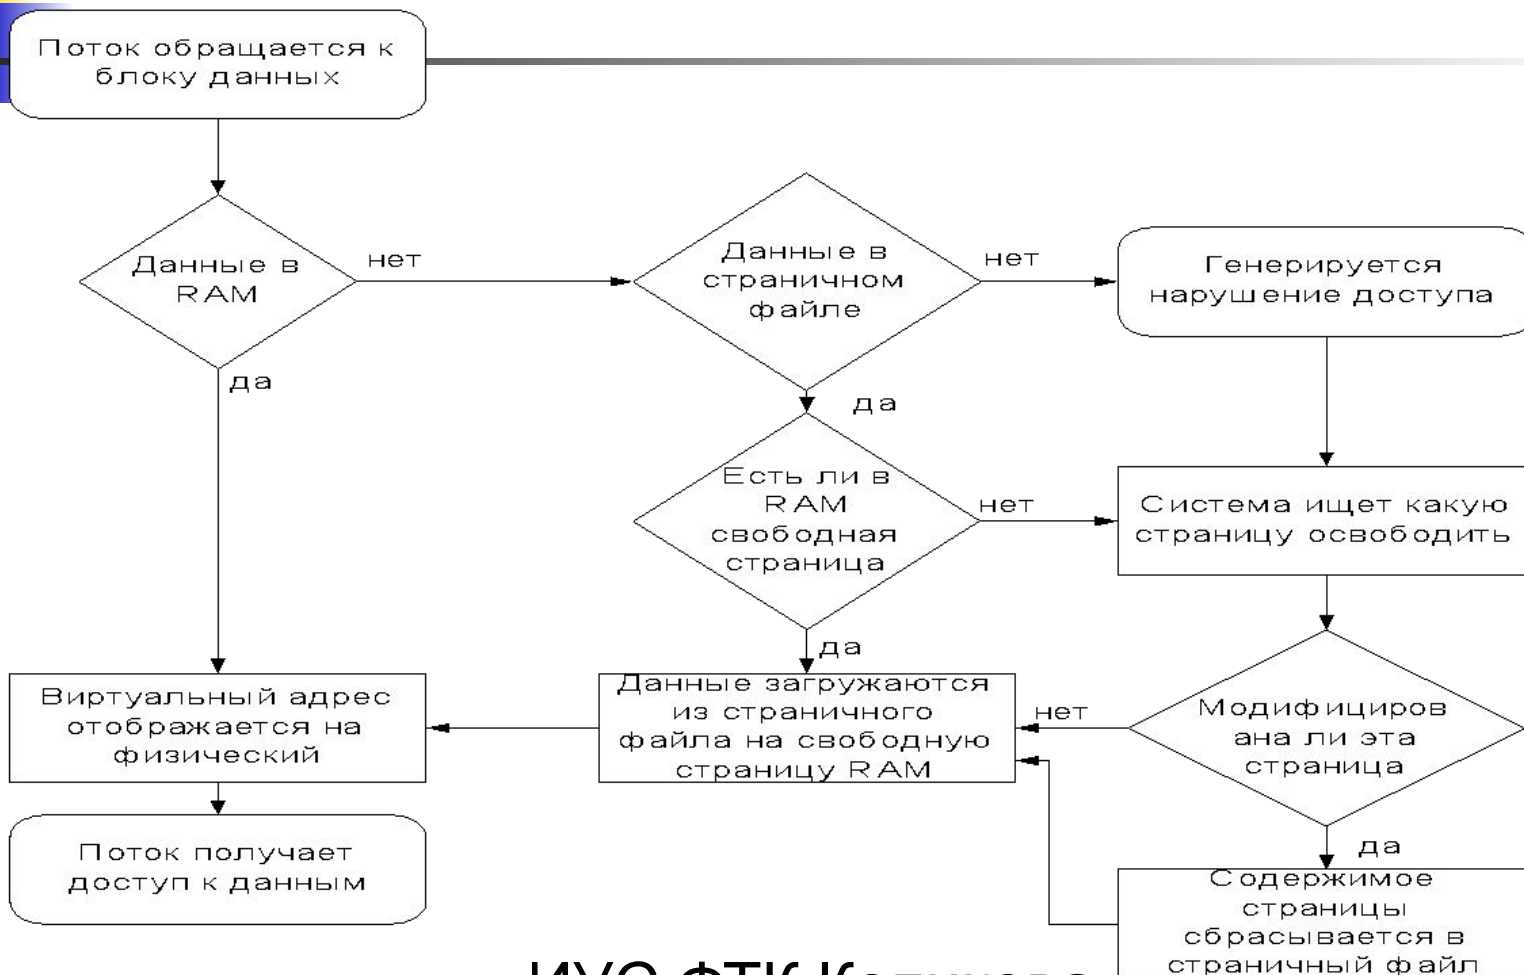 Поток обращается к
блоку данных
Данные в
RAM
нет
Данные в
страничном
файле
нет
Генерируется
нарушение доступа
да
да
Есть ли в
RAM
свободная
страница
нет
Система ищет какую
страницу освободить
да
Виртуальный адрес
отображается на
физический
Данные загружаются
из страничного
файла на свободную
страницу RAM
нет
Модифициров
ана ли эта
страница
Поток получает
доступ к данным
да
Содержимое
страницы
сбрасывается в
страничный файл
ИУС ФТК